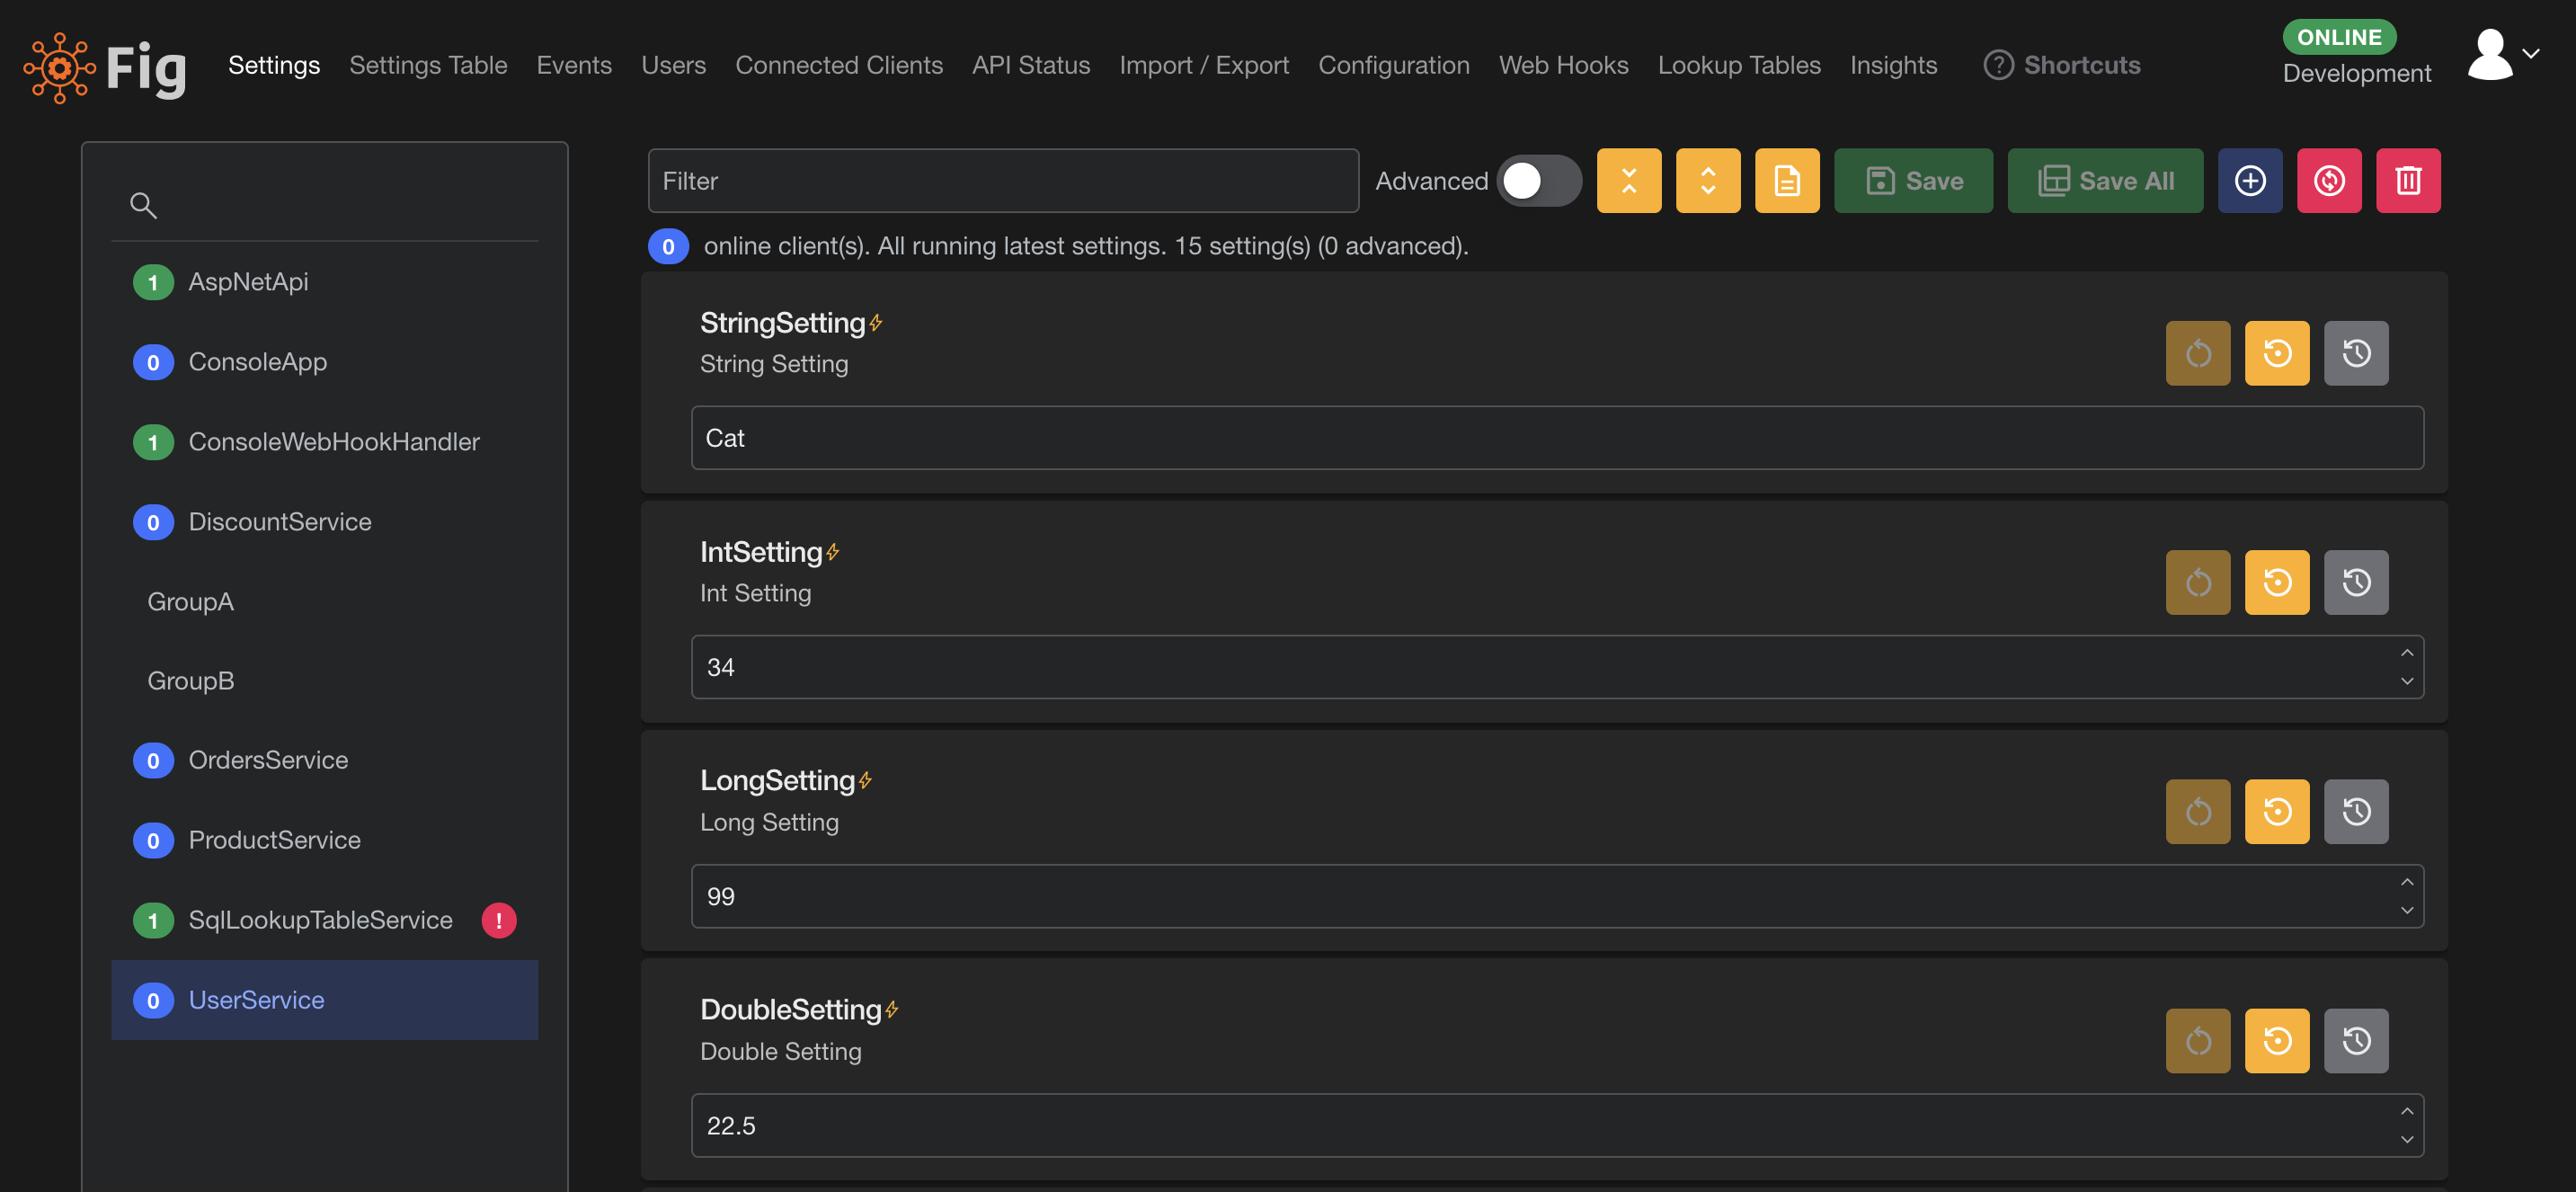 Fig
Settings
Settings Table
Events
Users
Connected Clients
API Status
Import / Export
Configuration
Web Hooks
Lookup Tables
Insights
? Shortcuts
ONLINE
Development
Filter
Advanced
Save
Save All
0 online client(s). All running latest settings. 15 setting(s) (0 advanced).
1 AspNetApi
0 ConsoleApp
1 ConsoleWebHookHandler
0 DiscountService
GroupA
GroupB
0 OrdersService
0 ProductService
1 SqlLookupTableService !
0 UserService
StringSetting
String Setting
Cat
IntSetting
Int Setting
34
LongSetting
Long Setting
99
DoubleSetting
Double Setting
22.5